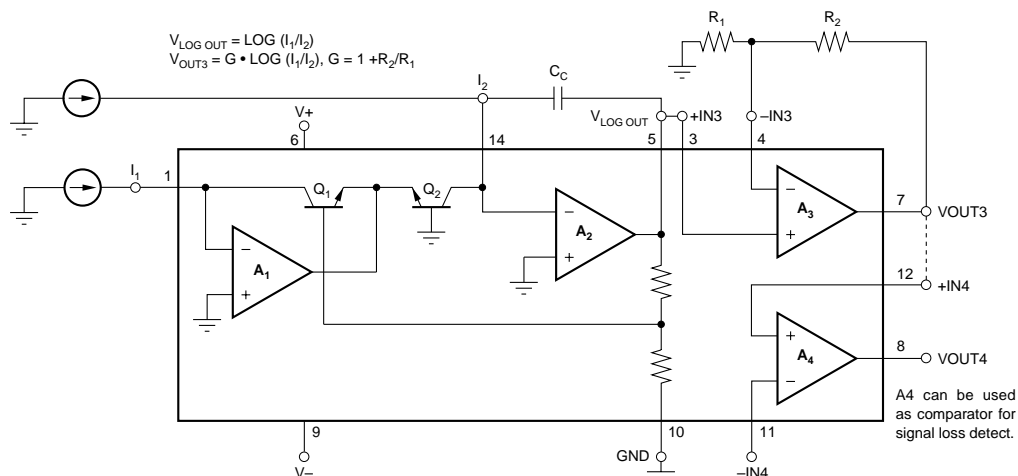 V_LOG OUT = LOG (I₁/I₂)
V_OUT3 = G • LOG (I₁/I₂), G = 1 +R₂/R₁
R₁
R₂
C_C
I₂
V_LOG OUT
+IN3
–IN3
V+
6
14
5
3
4
I₁
1
Q₁
Q₂
A₁
–
+
A₂
–
+
A₃
–
+
7
VOUT3
12
+IN4
A₄
+
–
8
VOUT4
A4 can be used
as comparator for
signal loss detect.
9
V–
10
GND
11
–IN4